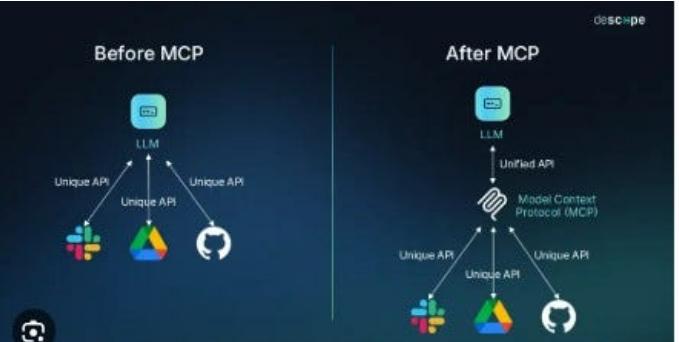 descope
Before MCP
LLM
Unique API
Unique API
Unique API
After MCP
LLM
Unified API
Model Context
Protocol (MCP)
Unique API
Unique API
Unique API